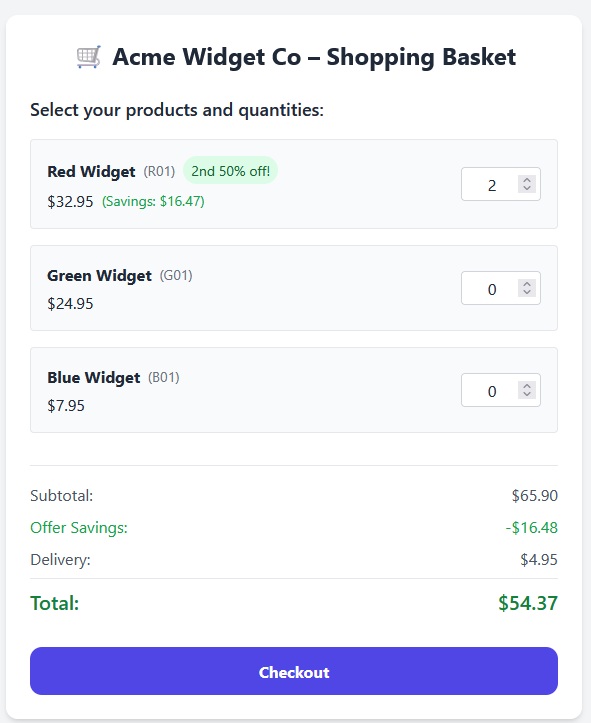 🛒 Acme Widget Co – Shopping Basket
Select your products and quantities:
Red Widget (R01) 2nd 50% off!
$32.95 (Savings: $16.47)
2
Green Widget (G01)
$24.95
0
Blue Widget (B01)
$7.95
0
Subtotal: $65.90
Offer Savings: -$16.48
Delivery: $4.95
Total: $54.37
Checkout